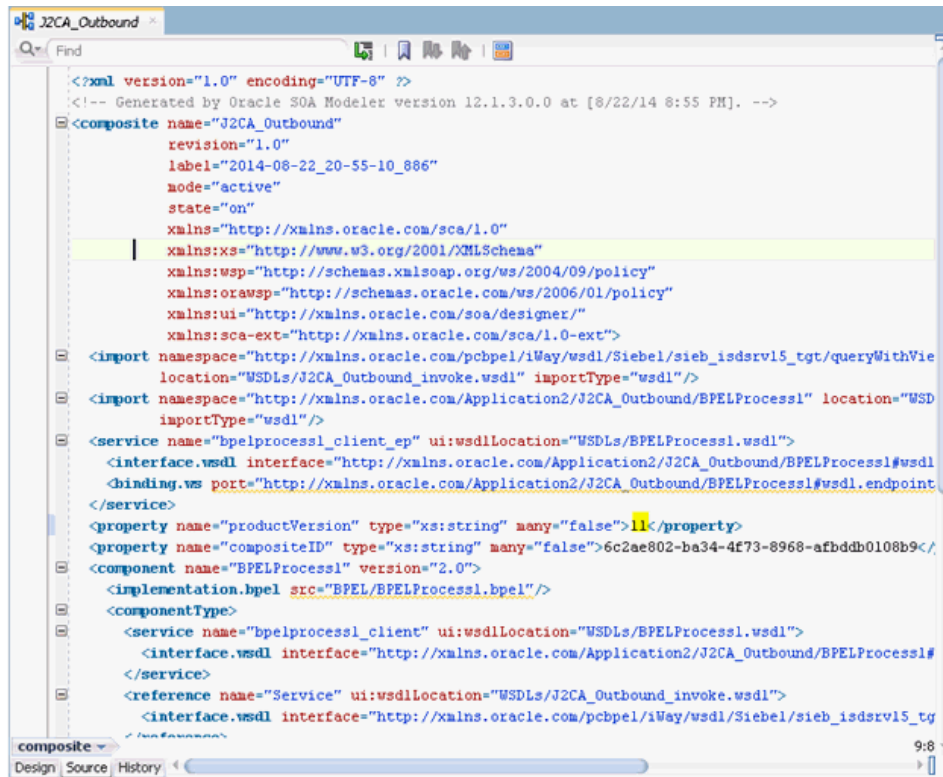 J2CA_Outbound
Find
<?xml version="1.0" encoding="UTF-8" ?>
<!-- Generated by Oracle SOA Modeler version 12.1.3.0.0 at [8/22/14 8:55 PM]. -->
<composite name="J2CA_Outbound"
revision="1.0"
label="2014-08-22_20-55-10_886"
mode="active"
state="on"
xmlns="http://xmlns.oracle.com/sca/1.0"
xmlns:xs="http://www.w3.org/2001/XMLSchema"
xmlns:wsp="http://schemas.xmlsoap.org/ws/2004/09/policy"
xmlns:orawsp="http://schemas.oracle.com/ws/2006/01/policy"
xmlns:ui="http://xmlns.oracle.com/soa/designer/"
xmlns:sca-ext="http://xmlns.oracle.com/sca/1.0-ext">
<import namespace="http://xmlns.oracle.com/pcbpel/iWay/wsdl/Siebel/sieb_isdsrv15_tgt/queryWithVie
location="WSDLs/J2CA_Outbound_invoke.wsdl" importType="wsdl"/>
<import namespace="http://xmlns.oracle.com/Application2/J2CA_Outbound/BPELProcess1" location="WSD
importType="wsdl"/>
<service name="bpelprocess1_client_ep" ui:wsdlLocation="WSDLs/BPELProcess1.wsdl">
<interface.wsdl interface="http://xmlns.oracle.com/Application2/J2CA_Outbound/BPELProcess1#wsdl
<binding.ws port="http://xmlns.oracle.com/Application2/J2CA_Outbound/BPELProcess1#wsdl.endpoint
</service>
<property name="productVersion" type="xs:string" many="false">11</property>
<property name="compositeID" type="xs:string" many="false">6c2ae802-ba34-4f73-8968-afbddb0108b9</
<component name="BPELProcess1" version="2.0">
<implementation.bpel src="BPEL/BPELProcess1.bpel"/>
<componentType>
<service name="bpelprocess1_client" ui:wsdlLocation="WSDLs/BPELProcess1.wsdl">
<interface.wsdl interface="http://xmlns.oracle.com/Application2/J2CA_Outbound/BPELProcess1#
</service>
<reference name="Service" ui:wsdlLocation="WSDLs/J2CA_Outbound_invoke.wsdl">
<interface.wsdl interface="http://xmlns.oracle.com/pcbpel/iWay/wsdl/Siebel/sieb_isdsrv15_tg
</reference>
composite 9:8
Design Source History